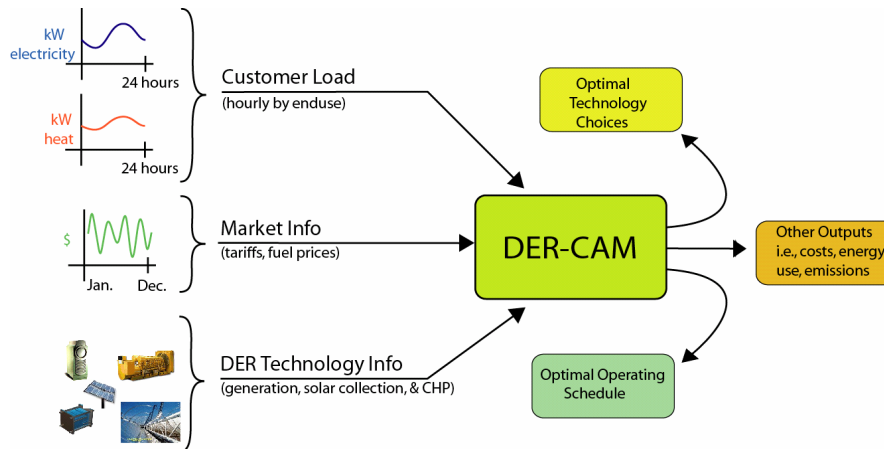 kW
electricity
24 hours
kW
heat
24 hours
Customer Load
(hourly by enduse)
$
Jan.
Dec.
Market Info
(tariffs, fuel prices)
DER Technology Info
(generation, solar collection, & CHP)
DER-CAM
Optimal
Technology
Choices
Other Outputs
i.e., costs, energy
use, emissions
Optimal Operating
Schedule